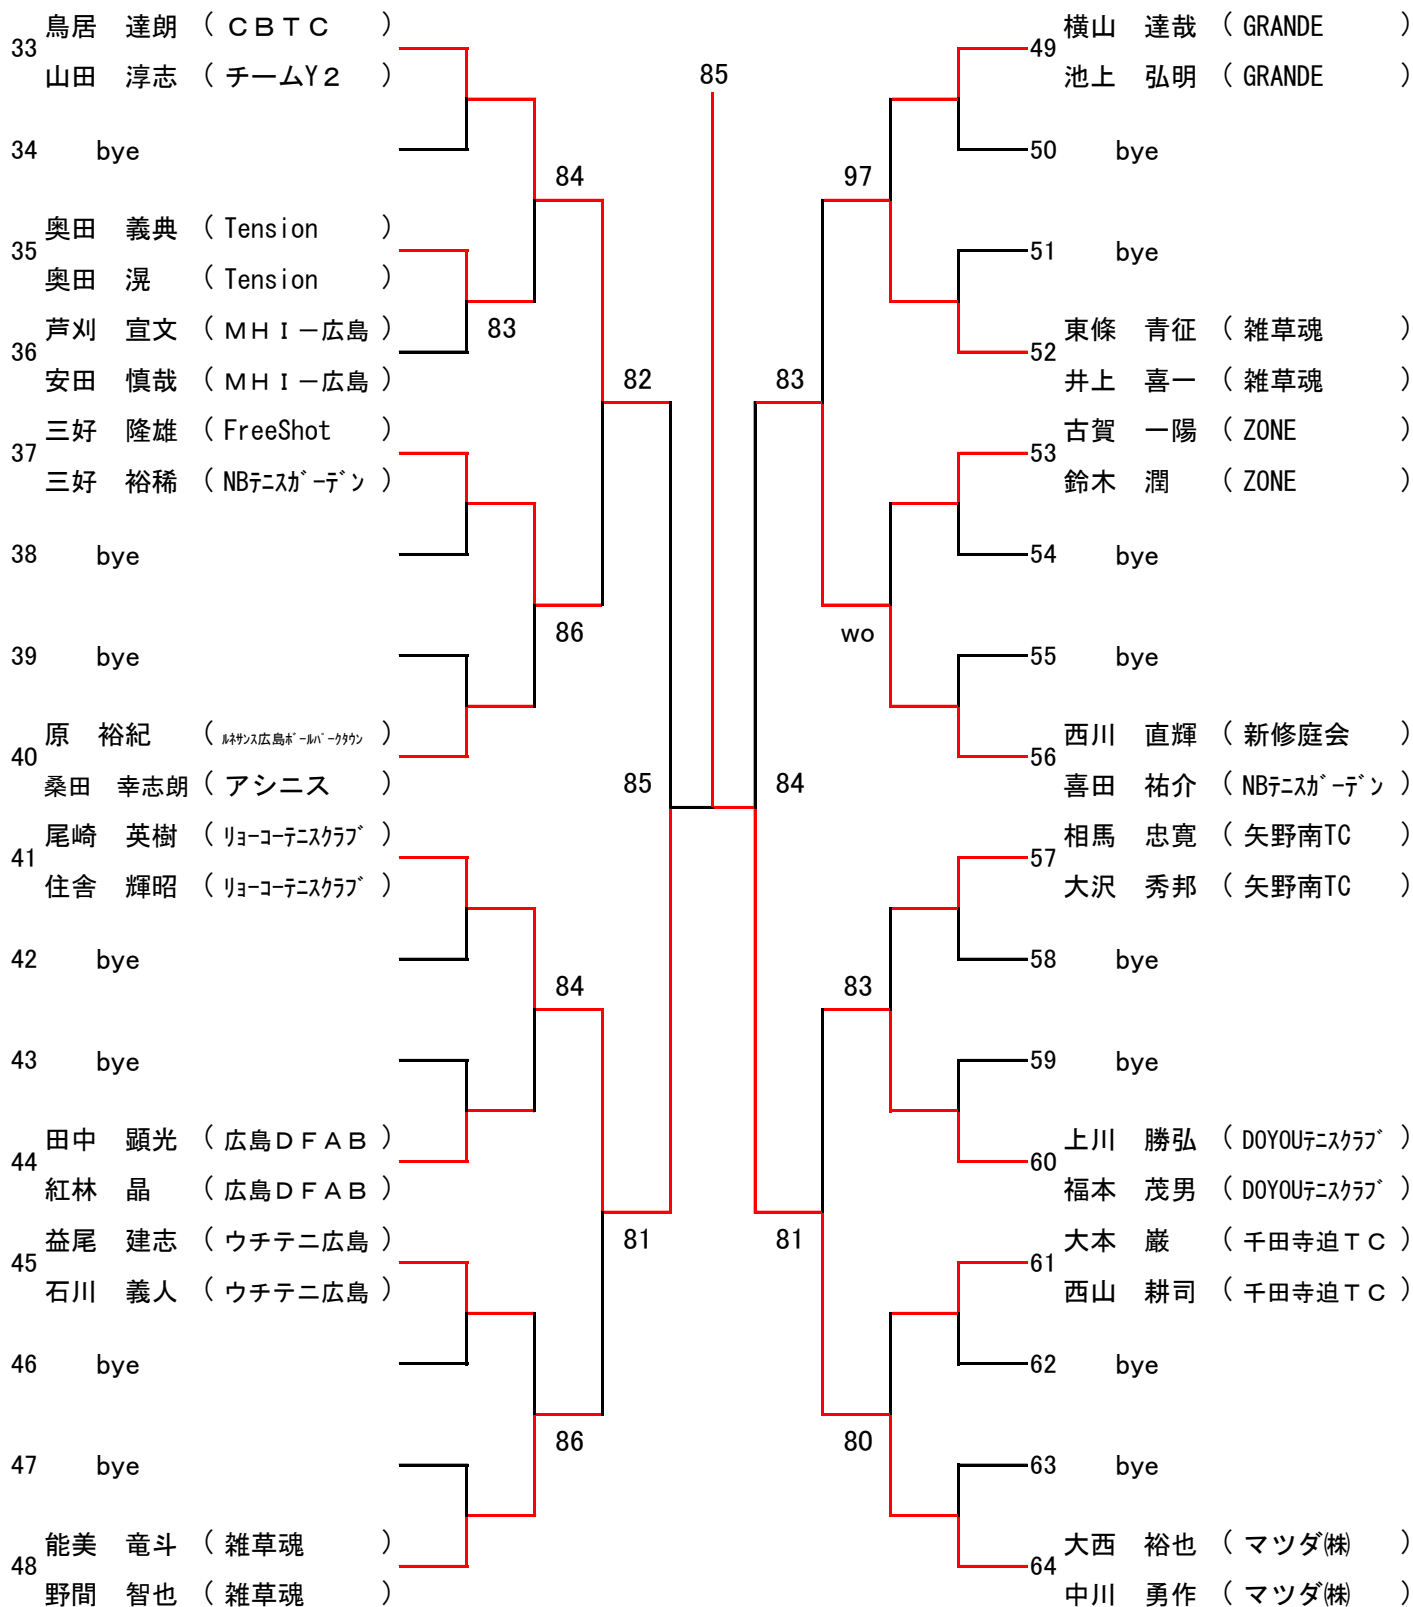 鳥居 達朗 ( CBTC )
33
山田 淳志 ( チームY2 )
34 bye
84
奥田 義典 ( Tension )
35
奥田 滉 ( Tension )
芦刈 宣文 ( MHI-広島 )
83
36
安田 慎哉 ( MHI-広島 )
82
三好 隆雄 ( FreeShot )
37
三好 裕稀 ( NBテニスガーデン )
38 bye
86
39 bye
原 裕紀 ( ルネサンス広島ボールパークタウン )
40
桑田 幸志朗 ( アシニス )
85
尾崎 英樹 ( リョーコーテニスクラブ )
41
住舎 輝昭 ( リョーコーテニスクラブ )
42 bye
84
43 bye
田中 顕光 ( 広島DFAB )
44
紅林 晶 ( 広島DFAB )
益尾 建志 ( ウチテニ広島 )
81
45
石川 義人 ( ウチテニ広島 )
46 bye
86
47 bye
能美 竜斗 ( 雑草魂 )
48
野間 智也 ( 雑草魂 )
85
横山 達哉 ( GRANDE )
49
池上 弘明 ( GRANDE )
50 bye
97
51 bye
東條 青征 ( 雑草魂 )
52
井上 喜一 ( 雑草魂 )
83
古賀 一陽 ( ZONE )
53
鈴木 潤 ( ZONE )
54 bye
wo
55 bye
西川 直輝 ( 新修庭会 )
56
喜田 祐介 ( NBテニスガーデン )
84
相馬 忠寛 ( 矢野南TC )
57
大沢 秀邦 ( 矢野南TC )
58 bye
83
59 bye
上川 勝弘 ( DOYOUテニスクラブ )
60
福本 茂男 ( DOYOUテニスクラブ )
81
大本 巌 ( 千田寺迫TC )
61
西山 耕司 ( 千田寺迫TC )
62 bye
80
63 bye
大西 裕也 ( マツダ㈱ )
64
中川 勇作 ( マツダ㈱ )